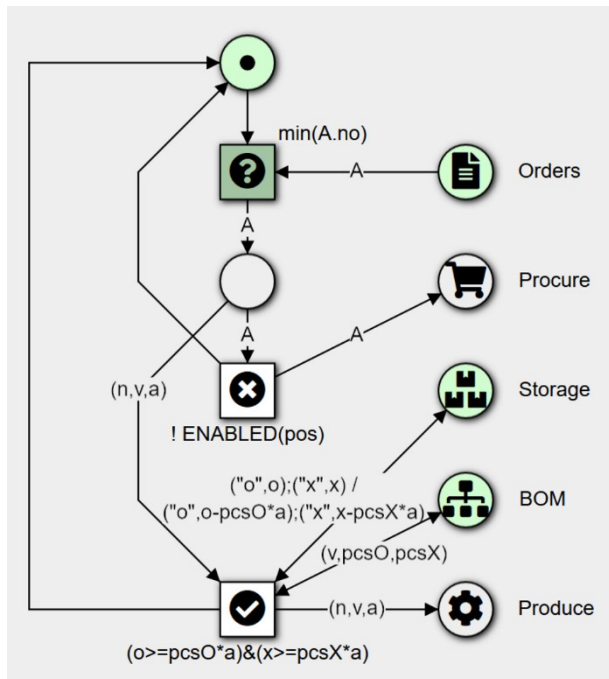 min(A.no)
A
Orders
A
Procure
A
A
(n,v,a)
Storage
! ENABLED(pos)
("o",o);("x",x) /
("o",o-pcsO*a);("x",x-pcsX*a)
BOM
(v,pcsO,pcsX)
(n,v,a)
Produce
(o>=pcsO*a)&(x>=pcsX*a)